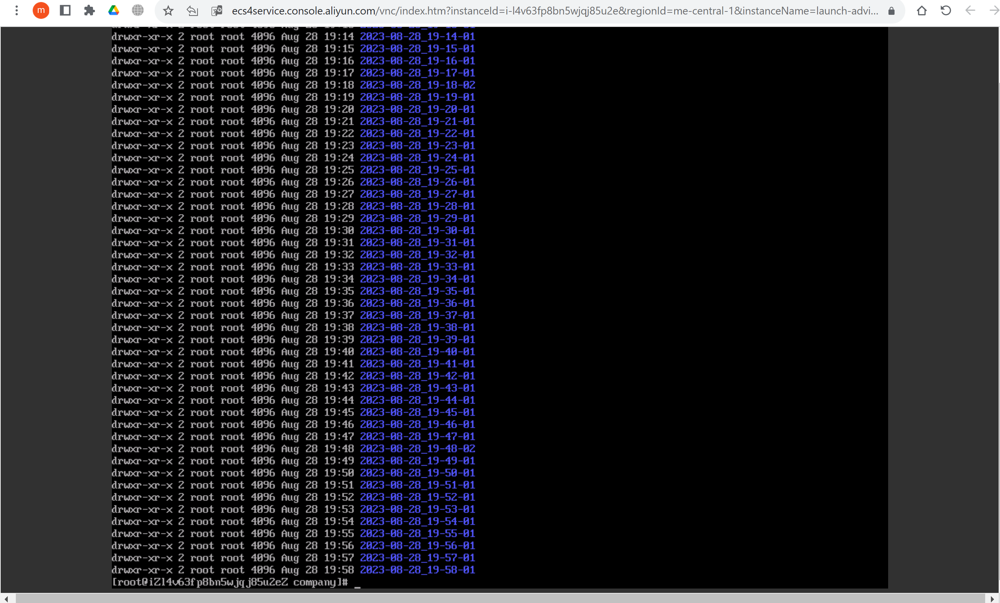 m
ecs4service.console.aliyun.com/vnc/index.htm?instanceId=i-l4v63fp8bn5wjqj85u2e&regionId=me-central-1&instanceName=launch-advi...
drwxr-xr-x 2 root root 4096 Aug 28 19:14 2023-08-28_19-14-01
drwxr-xr-x 2 root root 4096 Aug 28 19:15 2023-08-28_19-15-01
drwxr-xr-x 2 root root 4096 Aug 28 19:16 2023-08-28_19-16-01
drwxr-xr-x 2 root root 4096 Aug 28 19:17 2023-08-28_19-17-01
drwxr-xr-x 2 root root 4096 Aug 28 19:18 2023-08-28_19-18-02
drwxr-xr-x 2 root root 4096 Aug 28 19:19 2023-08-28_19-19-01
drwxr-xr-x 2 root root 4096 Aug 28 19:20 2023-08-28_19-20-01
drwxr-xr-x 2 root root 4096 Aug 28 19:21 2023-08-28_19-21-01
drwxr-xr-x 2 root root 4096 Aug 28 19:22 2023-08-28_19-22-01
drwxr-xr-x 2 root root 4096 Aug 28 19:23 2023-08-28_19-23-01
drwxr-xr-x 2 root root 4096 Aug 28 19:24 2023-08-28_19-24-01
drwxr-xr-x 2 root root 4096 Aug 28 19:25 2023-08-28_19-25-01
drwxr-xr-x 2 root root 4096 Aug 28 19:26 2023-08-28_19-26-01
drwxr-xr-x 2 root root 4096 Aug 28 19:27 2023-08-28_19-27-01
drwxr-xr-x 2 root root 4096 Aug 28 19:28 2023-08-28_19-28-01
drwxr-xr-x 2 root root 4096 Aug 28 19:29 2023-08-28_19-29-01
drwxr-xr-x 2 root root 4096 Aug 28 19:30 2023-08-28_19-30-01
drwxr-xr-x 2 root root 4096 Aug 28 19:31 2023-08-28_19-31-01
drwxr-xr-x 2 root root 4096 Aug 28 19:32 2023-08-28_19-32-01
drwxr-xr-x 2 root root 4096 Aug 28 19:33 2023-08-28_19-33-01
drwxr-xr-x 2 root root 4096 Aug 28 19:34 2023-08-28_19-34-01
drwxr-xr-x 2 root root 4096 Aug 28 19:35 2023-08-28_19-35-01
drwxr-xr-x 2 root root 4096 Aug 28 19:36 2023-08-28_19-36-01
drwxr-xr-x 2 root root 4096 Aug 28 19:37 2023-08-28_19-37-01
drwxr-xr-x 2 root root 4096 Aug 28 19:38 2023-08-28_19-38-01
drwxr-xr-x 2 root root 4096 Aug 28 19:39 2023-08-28_19-39-01
drwxr-xr-x 2 root root 4096 Aug 28 19:40 2023-08-28_19-40-01
drwxr-xr-x 2 root root 4096 Aug 28 19:41 2023-08-28_19-41-01
drwxr-xr-x 2 root root 4096 Aug 28 19:42 2023-08-28_19-42-01
drwxr-xr-x 2 root root 4096 Aug 28 19:43 2023-08-28_19-43-01
drwxr-xr-x 2 root root 4096 Aug 28 19:44 2023-08-28_19-44-01
drwxr-xr-x 2 root root 4096 Aug 28 19:45 2023-08-28_19-45-01
drwxr-xr-x 2 root root 4096 Aug 28 19:46 2023-08-28_19-46-01
drwxr-xr-x 2 root root 4096 Aug 28 19:47 2023-08-28_19-47-01
drwxr-xr-x 2 root root 4096 Aug 28 19:48 2023-08-28_19-48-02
drwxr-xr-x 2 root root 4096 Aug 28 19:49 2023-08-28_19-49-01
drwxr-xr-x 2 root root 4096 Aug 28 19:50 2023-08-28_19-50-01
drwxr-xr-x 2 root root 4096 Aug 28 19:51 2023-08-28_19-51-01
drwxr-xr-x 2 root root 4096 Aug 28 19:52 2023-08-28_19-52-01
drwxr-xr-x 2 root root 4096 Aug 28 19:53 2023-08-28_19-53-01
drwxr-xr-x 2 root root 4096 Aug 28 19:54 2023-08-28_19-54-01
drwxr-xr-x 2 root root 4096 Aug 28 19:55 2023-08-28_19-55-01
drwxr-xr-x 2 root root 4096 Aug 28 19:56 2023-08-28_19-56-01
drwxr-xr-x 2 root root 4096 Aug 28 19:57 2023-08-28_19-57-01
drwxr-xr-x 2 root root 4096 Aug 28 19:58 2023-08-28_19-58-01
[root@iZl4v63fp8bn5wjqj85u2eZ company]# _